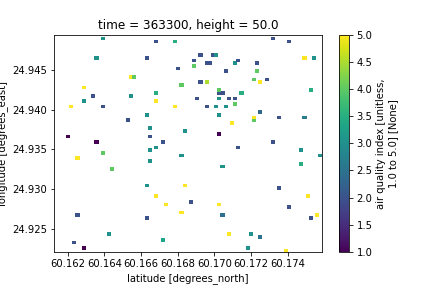 time = 363300, height = 50.0
24.945
24.940
24.935
24.930
24.925
longitude [degrees_east]
60.162 60.164 60.166 60.168 60.170 60.172 60.174
latitude [degrees_north]
5.0
4.5
4.0
3.5
3.0
2.5
2.0
1.5
1.0
air quality index [unitless,
1.0 to 5.0] [None]